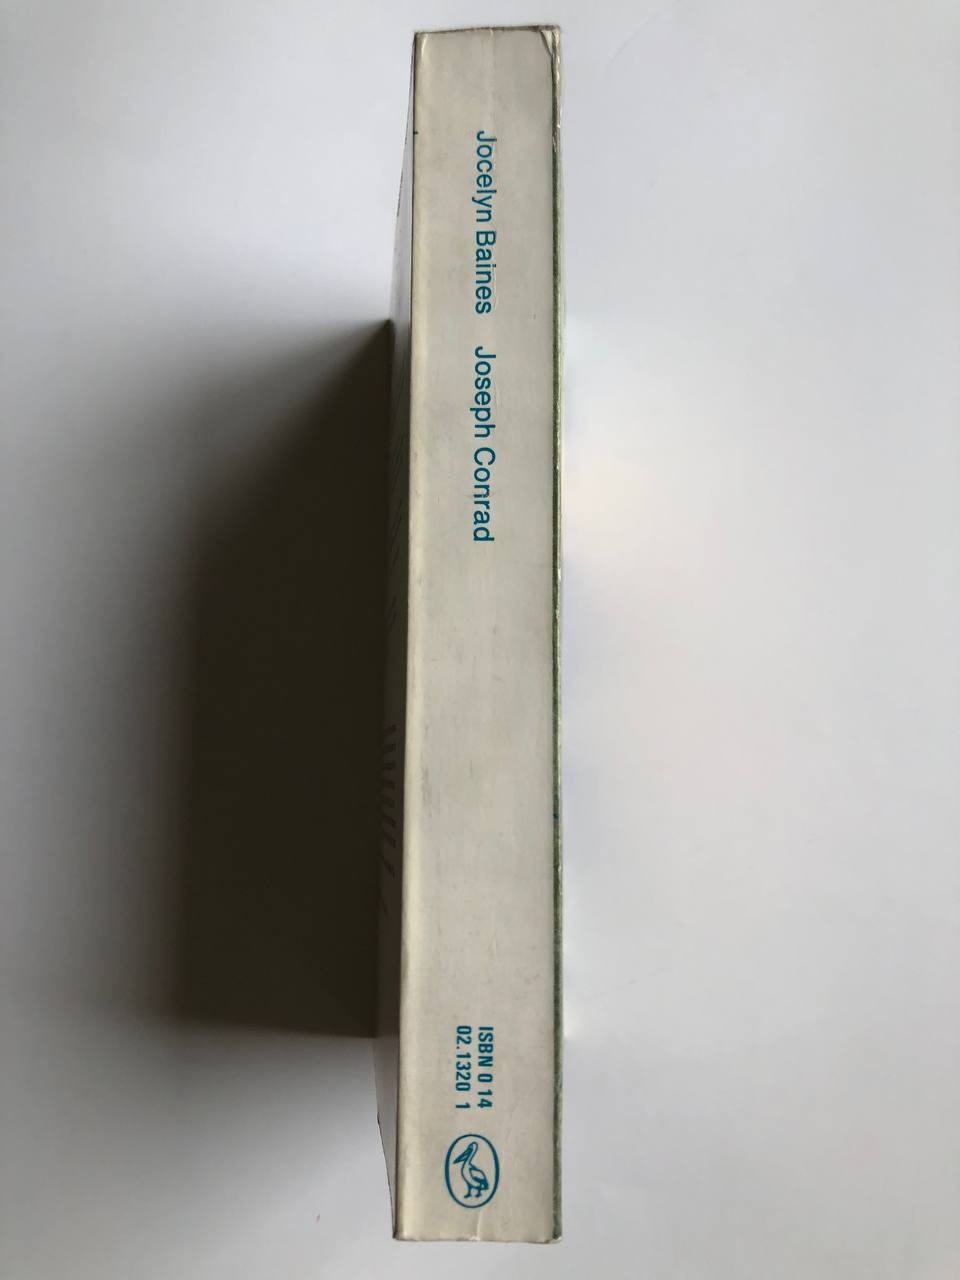 Jocelyn Baines Joseph Conrad
ISBN 0 14
02.1320 1